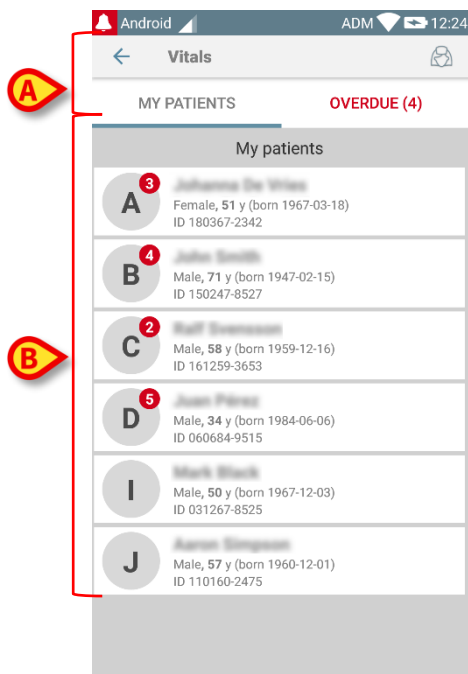 Android ADM 12:24
Vitals
A
MY PATIENTS OVERDUE (4)
My patients
3
A
Female, 51 y (born 1967-03-18)
ID 180367-2342
4
B
Male, 71 y (born 1947-02-15)
ID 150247-8527
2
C
Male, 58 y (born 1959-12-16)
ID 161259-3653
B
5
D
Male, 34 y (born 1984-06-06)
ID 060684-9515
I
Male, 50 y (born 1967-12-03)
ID 031267-8525
J
Male, 57 y (born 1960-12-01)
ID 110160-2475